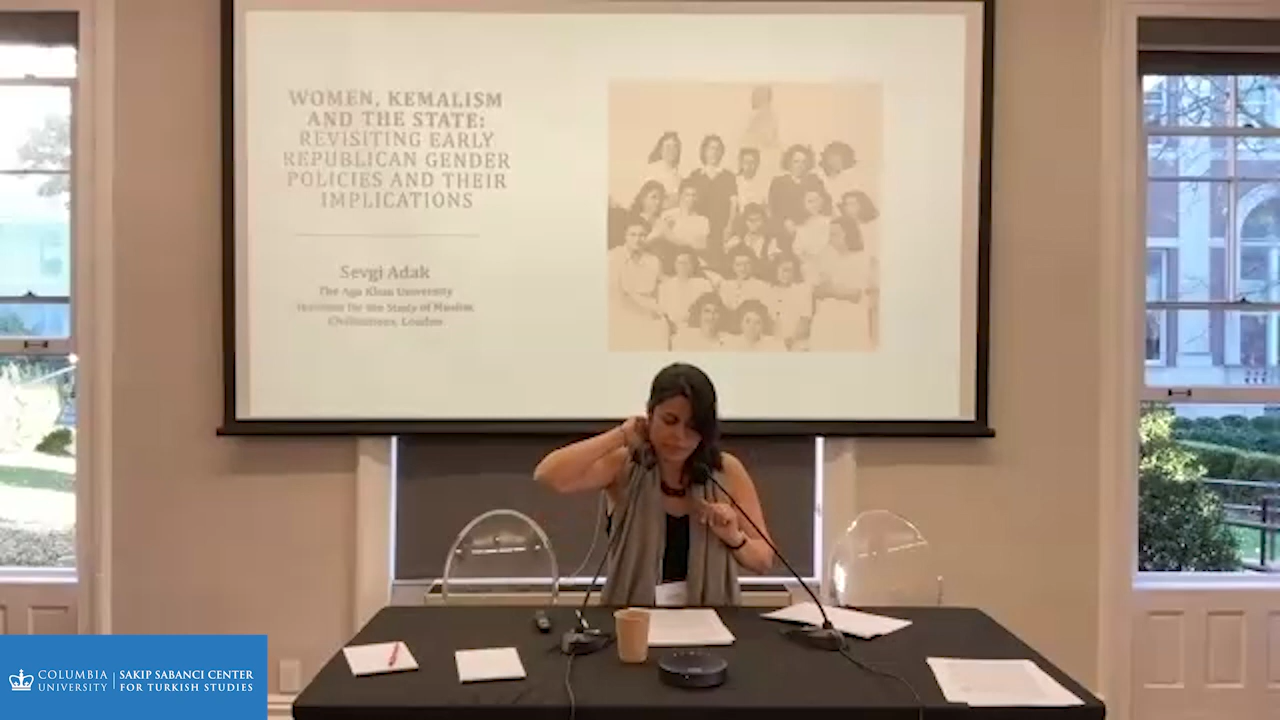 WOMEN, KEMALISM
AND THE STATE:
REVISITING EARLY
REPUBLICAN GENDER
POLICIES AND THEIR
IMPLICATIONS
Sevgi Adak
The Aga Khan University
Institute for the Study of Muslim
Civilisations, London
COLUMBIA
UNIVERSITY
SAKIP SABANCI CENTER
FOR TURKISH STUDIES